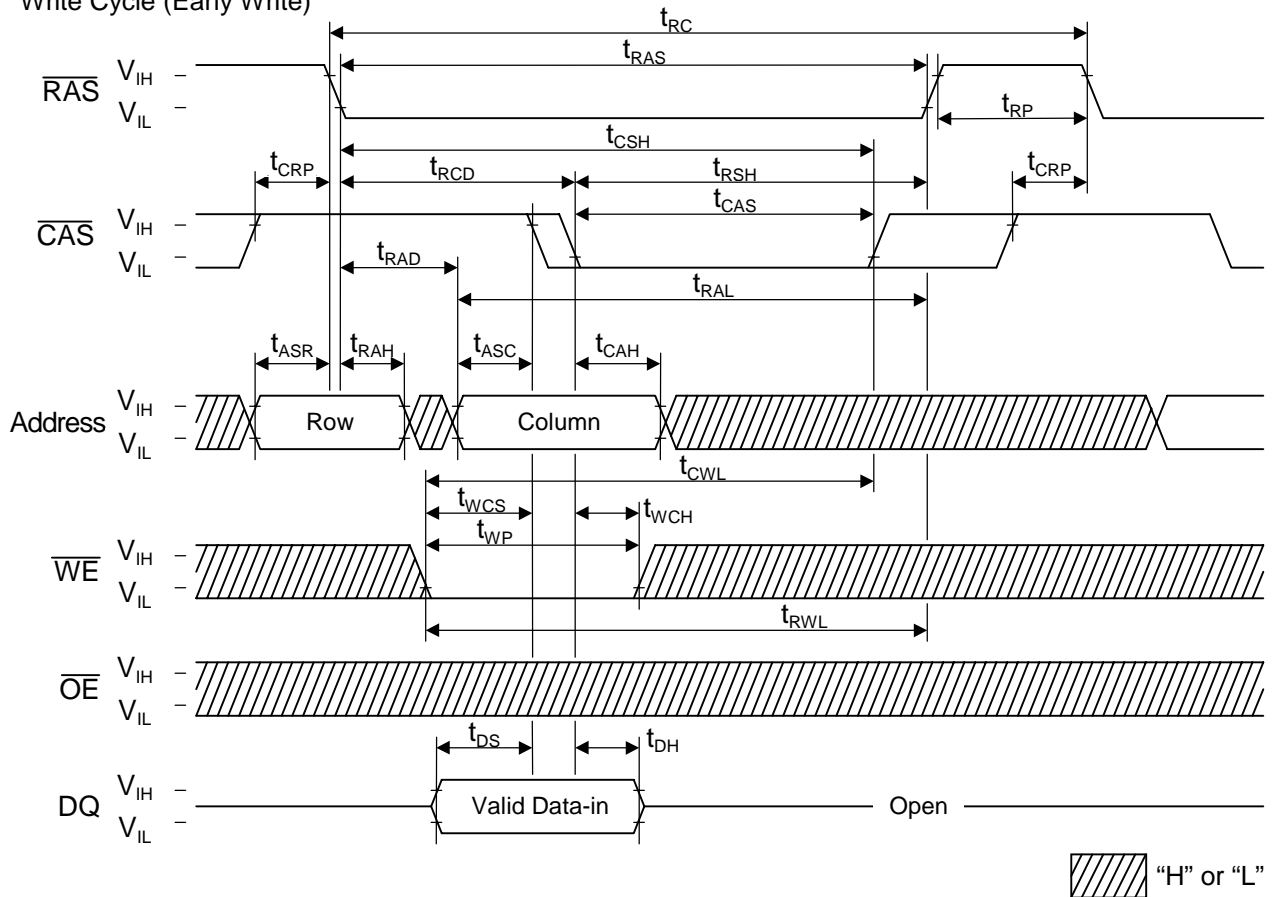 Write Cycle (Early Write)
tRC
tRAS
RAS
VIH
VIL
tRP
tCSH
tCRP
tRCD
tRSH
tCRP
tCAS
CAS
VIH
VIL
tRAD
tRAL
tASR
tRAH
tASC
tCAH
Address
VIH
VIL
Row
Column
tCWL
tWCS
tWCH
tWP
WE
VIH
VIL
tRWL
OE
VIH
VIL
tDS
tDH
DQ
VIH
VIL
Valid Data-in
Open
“H” or “L”